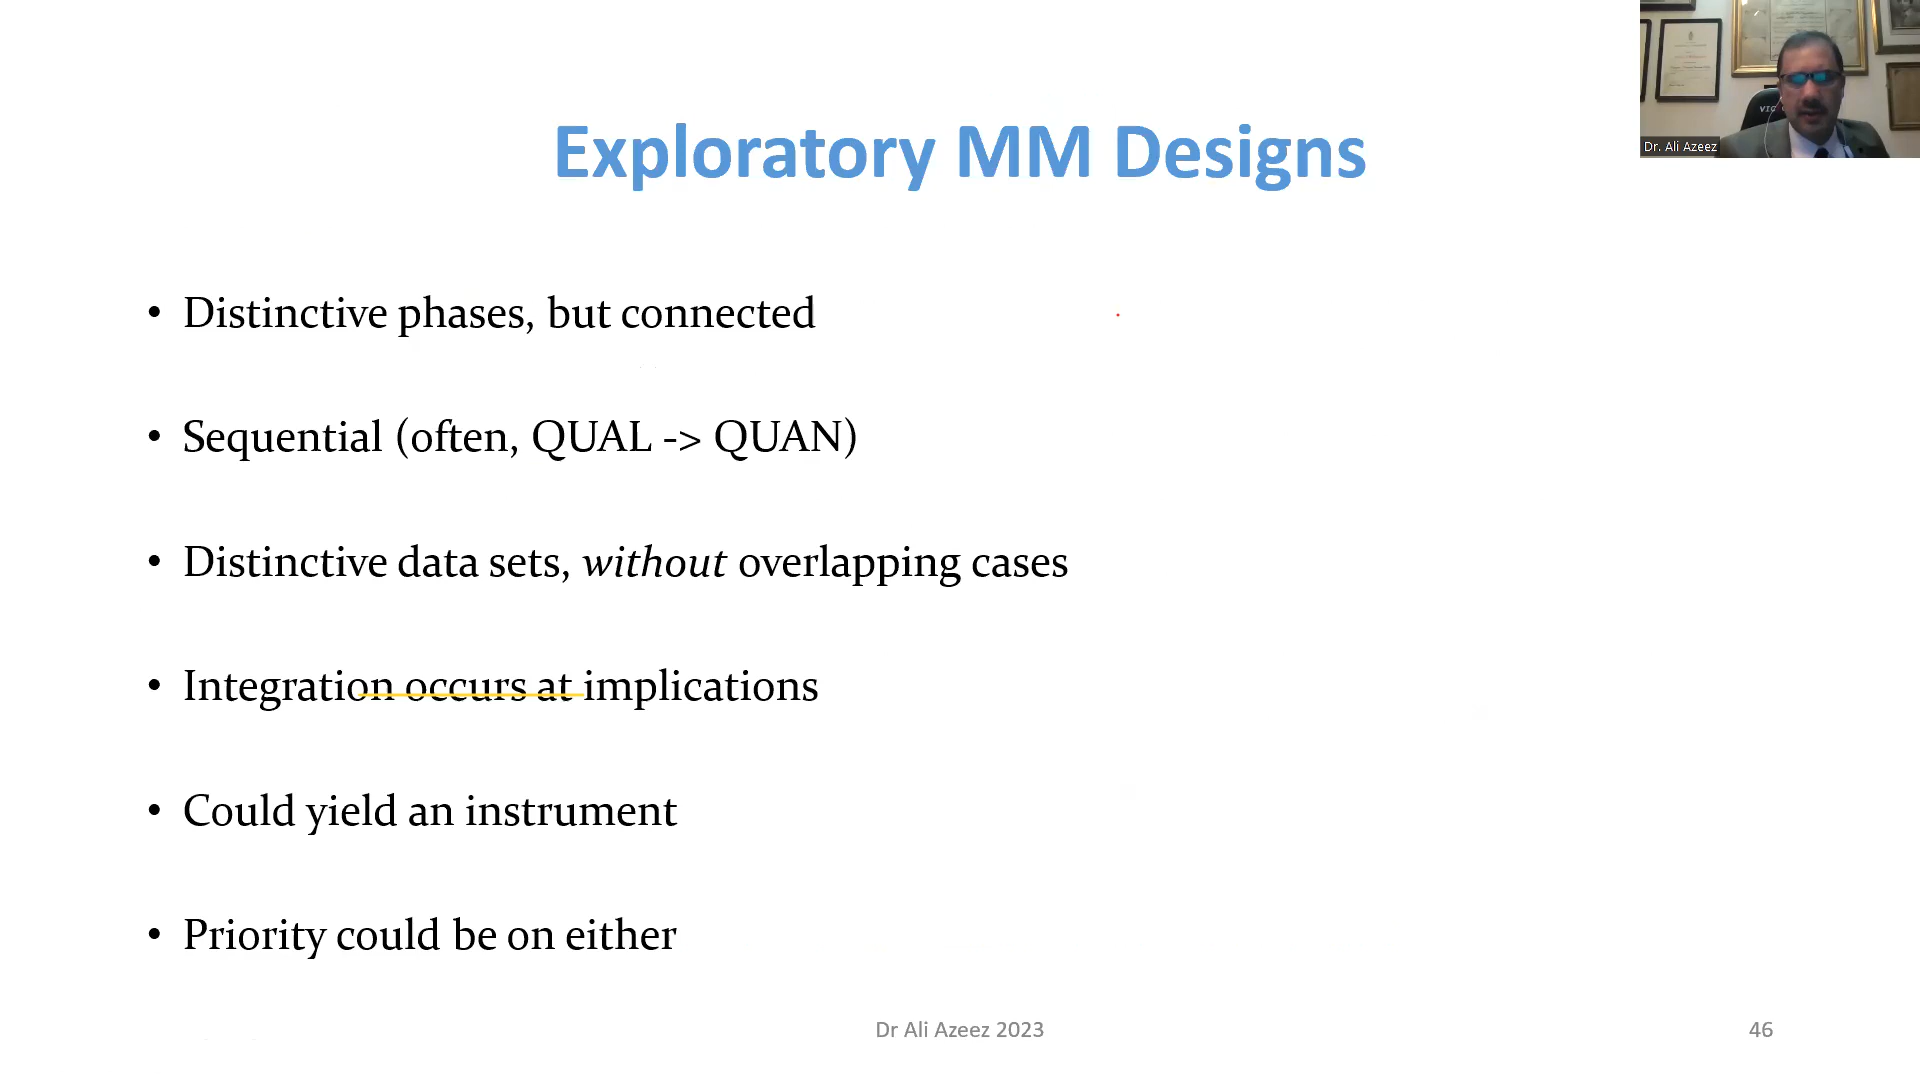 Exploratory MM Designs
• Distinctive phases, but connected
• Sequential (often, QUAL -> QUAN)
• Distinctive data sets, without overlapping cases
• Integration occurs at implications
• Could yield an instrument
• Priority could be on either
Dr Ali Azeez 2023
46
Dr. Ali Azeez